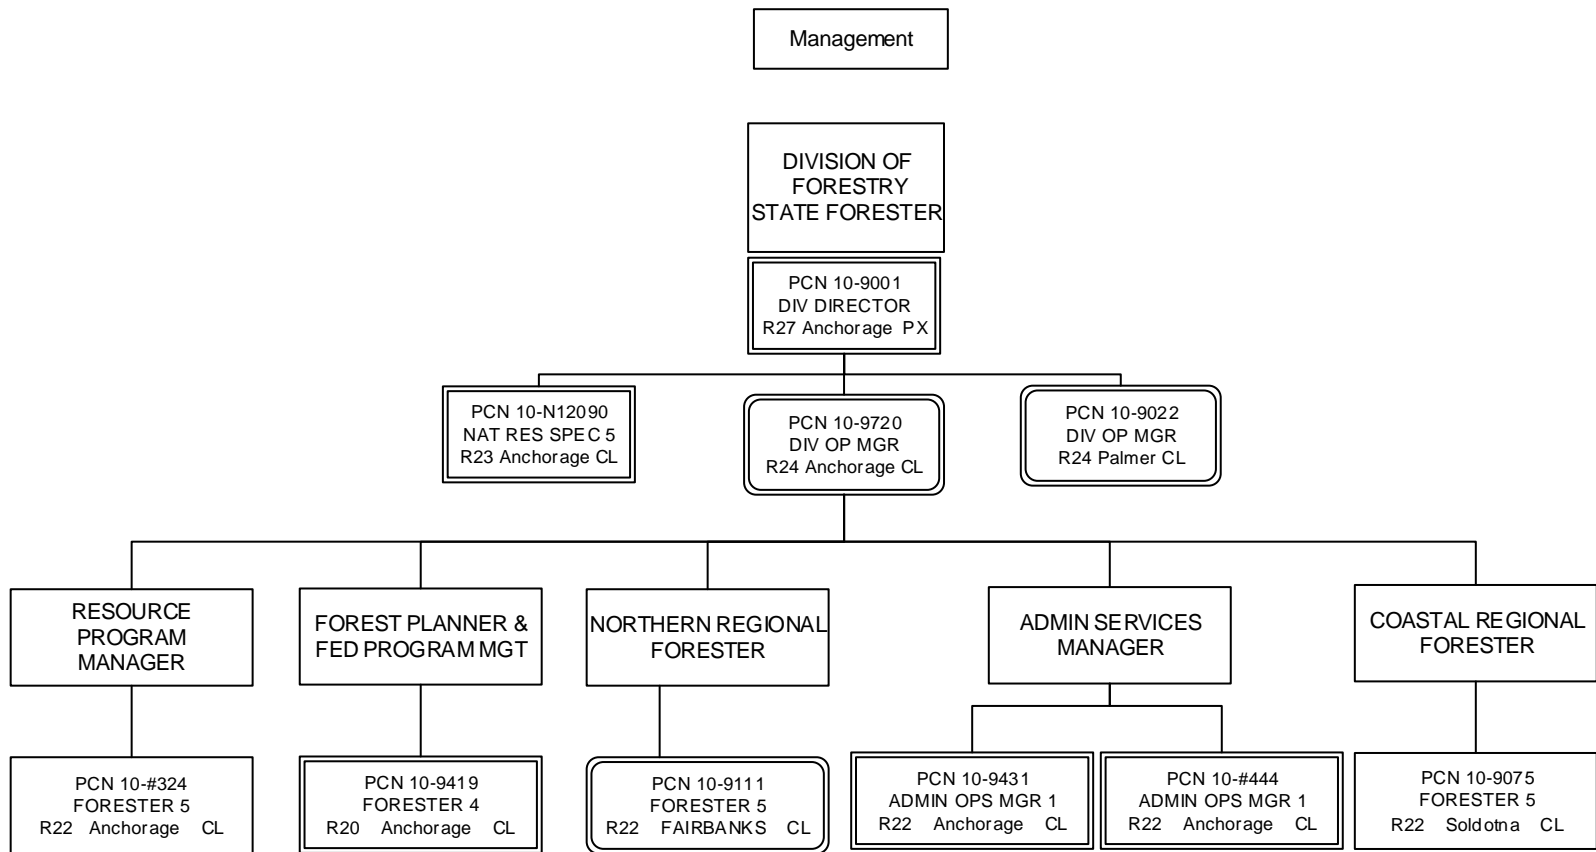 Management
DIVISION OF
FORESTRY
STATE FORESTER
PCN 10-9001
DIV DIRECTOR
R27 Anchorage PX
PCN 10-N12090
NAT RES SPEC 5
R23 Anchorage CL
PCN 10-9720
DIV OP MGR
R24 Anchorage CL
PCN 10-9022
DIV OP MGR
R24 Palmer CL
RESOURCE
PROGRAM
MANAGER
FOREST PLANNER &
FED PROGRAM MGT
NORTHERN REGIONAL
FORESTER
ADMIN SERVICES
MANAGER
COASTAL REGIONAL
FORESTER
PCN 10-#324
FORESTER 5
R22 Anchorage CL
PCN 10-9419
FORESTER 4
R20 Anchorage CL
PCN 10-9111
FORESTER 5
R22 FAIRBANKS CL
PCN 10-9431
ADMIN OPS MGR 1
R22 Anchorage CL
PCN 10-#444
ADMIN OPS MGR 1
R22 Anchorage CL
PCN 10-9075
FORESTER 5
R22 Soldotna CL